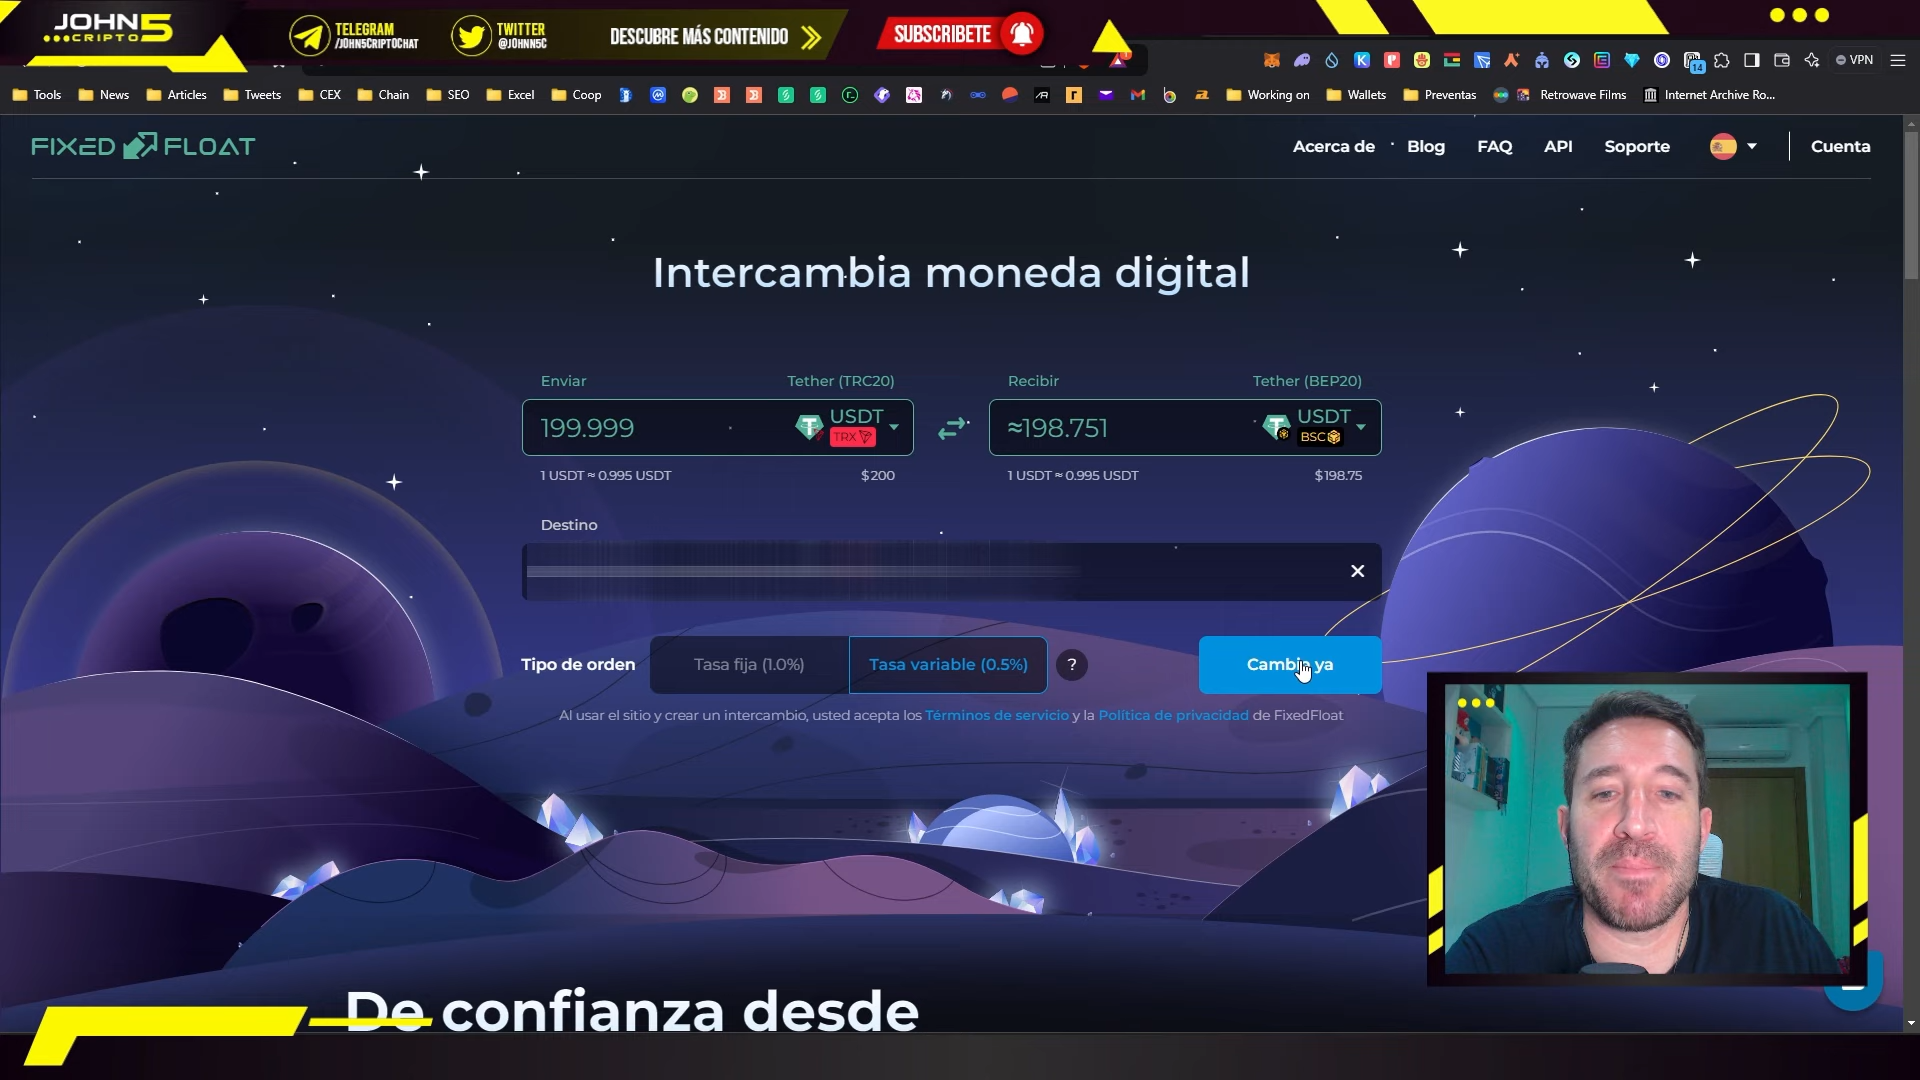 JOHN5
CRIPTO
TELEGRAM
/JOHN5CRIPTOCHAT
TWITTER
@JOHNN5C
DESCUBRE MÁS CONTENIDO
SUBSCRIBETE
VPN
Tools
News
Articles
Tweets
CEX
Chain
SEO
Excel
Coop
Working on
Wallets
Preventas
Retrowave Films
Internet Archive Ro...
14
FIXED FLOAT
Acerca de
Blog
FAQ
API
Soporte
Cuenta
Intercambia moneda digital
Enviar
Tether (TRC20)
Recibir
Tether (BEP20)
199.999
USDT
TRX
≈198.751
USDT
BSC
1 USDT ≈ 0.995 USDT
$200
1 USDT ≈ 0.995 USDT
$198.75
Destino
Tipo de orden
Tasa fija (1.0%)
Tasa variable (0.5%)
?
Cambia ya
Al usar el sitio y crear un intercambio, usted acepta los Términos de servicio y la Política de privacidad de FixedFloat
De confianza desde